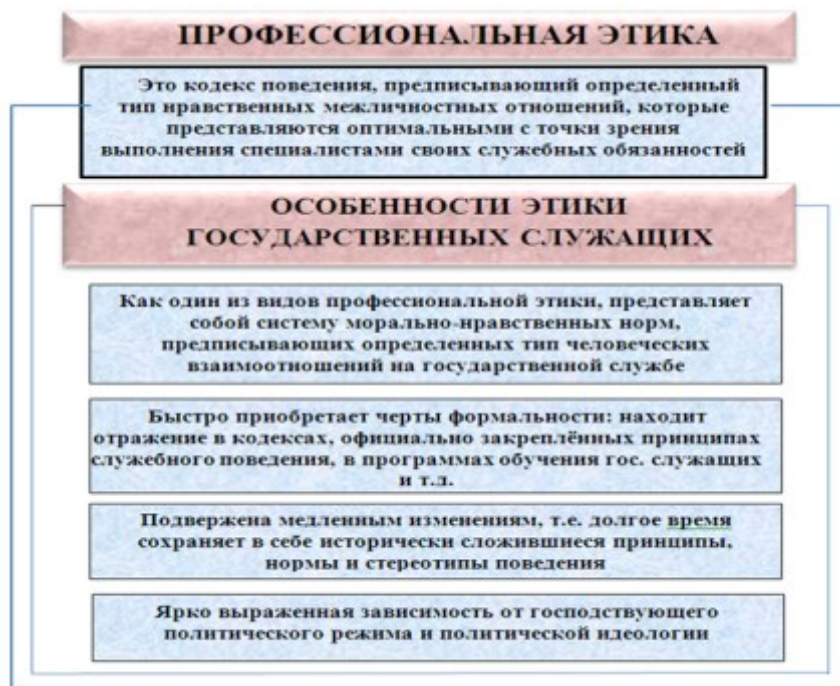 ПРОФЕССИОНАЛЬНАЯ ЭТИКА
Это кодекс поведения, предписывающий определенный
тип нравственных межличностных отношений, которые
представляются оптимальными с точки зрения
выполнения специалистами своих служебных обязанностей
ОСОБЕННОСТИ ЭТИКИ
ГОСУДАРСТВЕННЫХ СЛУЖАЩИХ
Как один из видов профессиональной этики, представляет
собой систему морально-нравственных норм,
предписывающих определенных тип человеческих
взаимоотношений на государственной службе
Быстро приобретает черты формальности: находит
отражение в кодексах, официально закреплённых принципах
служебного поведения, в программах обучения гос. служащих
и т.д.
Подвержена медленным изменениям, т.е. долгое время
сохраняет в себе исторически сложившиеся принципы,
нормы и стереотипы поведения
Ярко выраженная зависимость от господствующего
политического режима и политической идеологии